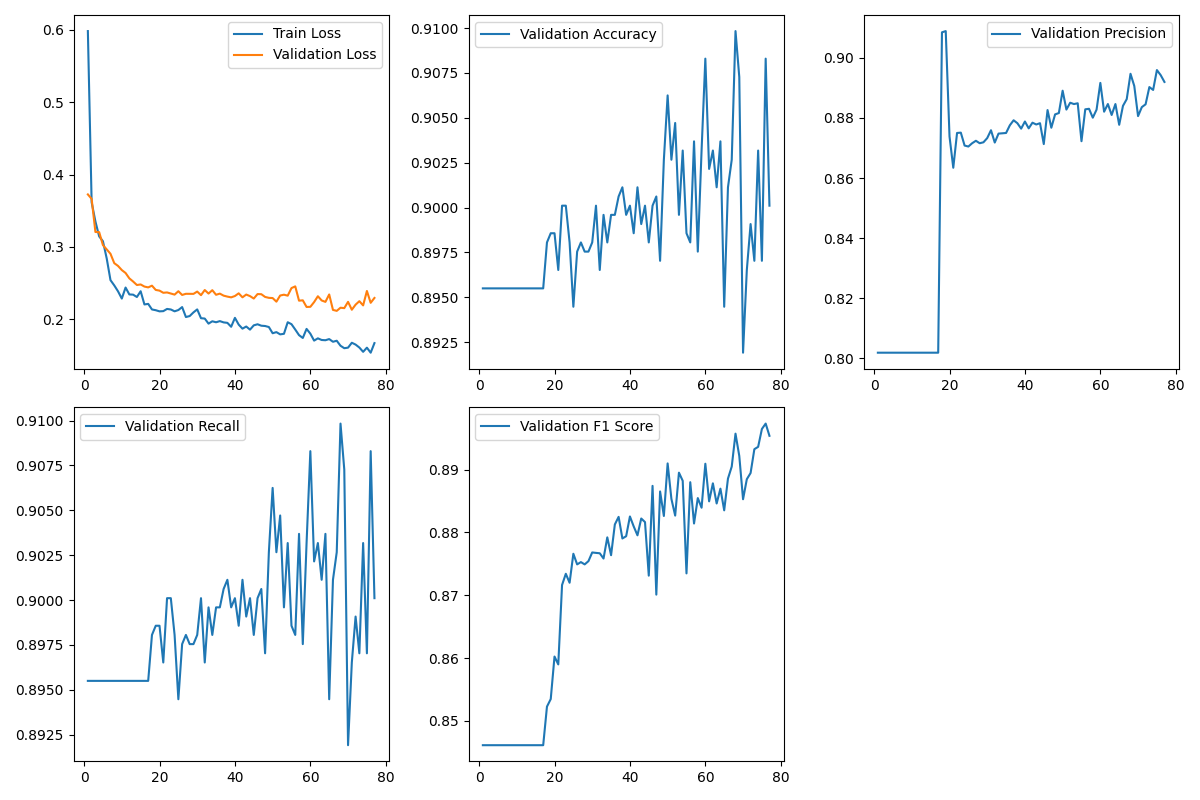 Train Loss
Validation Loss
0.6
0.5
0.4
0.3
0.2
0 20 40 60 80
Validation Accuracy
0.9100
0.9075
0.9050
0.9025
0.9000
0.8975
0.8950
0.8925
0 20 40 60 80
Validation Precision
0.90
0.88
0.86
0.84
0.82
0.80
0 20 40 60 80
Validation Recall
0.9100
0.9075
0.9050
0.9025
0.9000
0.8975
0.8950
0.8925
0 20 40 60 80
Validation F1 Score
0.89
0.88
0.87
0.86
0.85
0 20 40 60 80